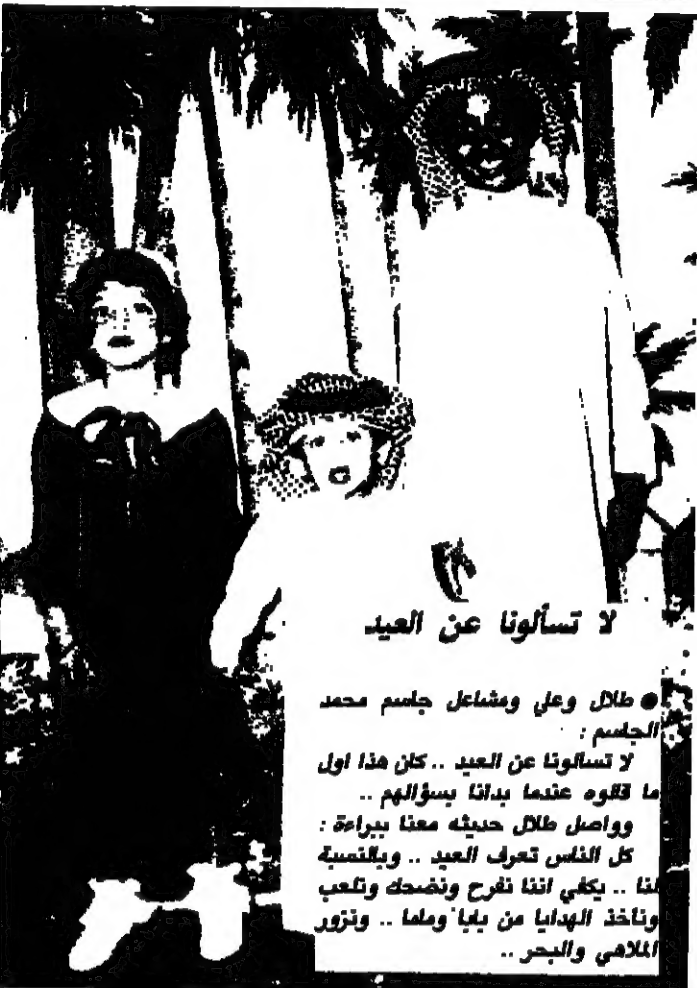 لا تسألونا عن العيد
● طلال وعلي ومشاعل جاسم محمد
الجاسم :
لا تسألونا عن العيد .. كان هذا اول
ما قالوه عندما بدانا بسؤالهم ..
وواصل طلال حديثه معنا ببراءة :
كل الناس تعرف العيد .. وبالنسبة
لنا .. يكفي اننا نفرح ونضحك ونلعب
ونأخذ الهدايا من بابا وماما .. ونزور
الملاهي والبحر ..